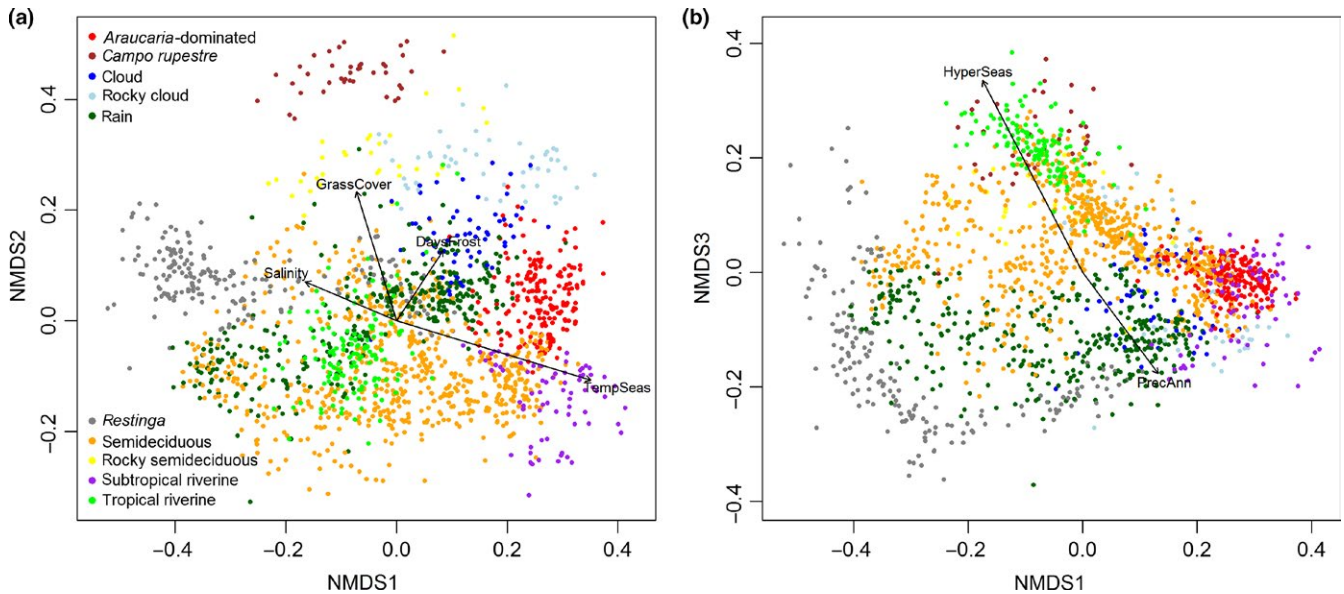 (a)
Araucaria-dominated
Campo rupestre
Cloud
Rocky cloud
Rain
GrassCover
DaysFrost
Salinity
TempSeas
Restinga
Semideciduous
Rocky semideciduous
Subtropical riverine
Tropical riverine
NMDS2
0.4
0.2
0.0
−0.2
−0.4
−0.2
0.0
0.2
0.4
NMDS1
(b)
HyperSeas
PrecAnn
NMDS3
0.4
0.2
0.0
−0.2
−0.4
−0.4
−0.2
0.0
0.2
0.4
NMDS1